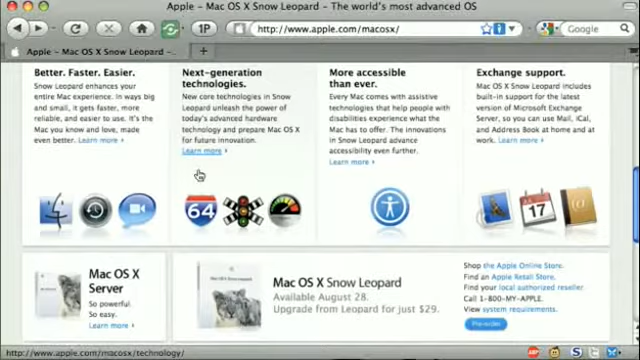 Apple - Mac OS X Snow Leopard - The world's most advanced OS
1P
http://www.apple.com/macosx/
Google
Apple - Mac OS X Snow Leopard -...
Better. Faster. Easier.
Snow Leopard enhances your
entire Mac experience. In ways big
and small, it gets faster, more
reliable, and easier to use. It's the
Mac you know and love, made
even better. Learn more ›
Next-generation
technologies.
New core technologies in Snow
Leopard unleash the power of
today's advanced hardware
technology and prepare Mac OS X
for future innovation.
Learn more ›
More accessible
than ever.
Every Mac comes with assistive
technologies that help people with
disabilities experience what the
Mac has to offer. The innovations
in Snow Leopard advance
accessibility even further.
Learn more ›
Exchange support.
Mac OS X Snow Leopard includes
built-in support for the latest
version of Microsoft Exchange
Server, so you can use Mail, iCal,
and Address Book at home and at
work. Learn more ›
64
17
Mac OS X
Server
So powerful.
So easy.
Learn more ›
Mac OS X Snow Leopard
Available August 28.
Upgrade from Leopard for just $29.
Shop the Apple Online Store.
Find an Apple Retail Store.
Find your local authorized reseller
Call 1-800-MY-APPLE.
View system requirements.
Pre-order
http://www.apple.com/macosx/technology/